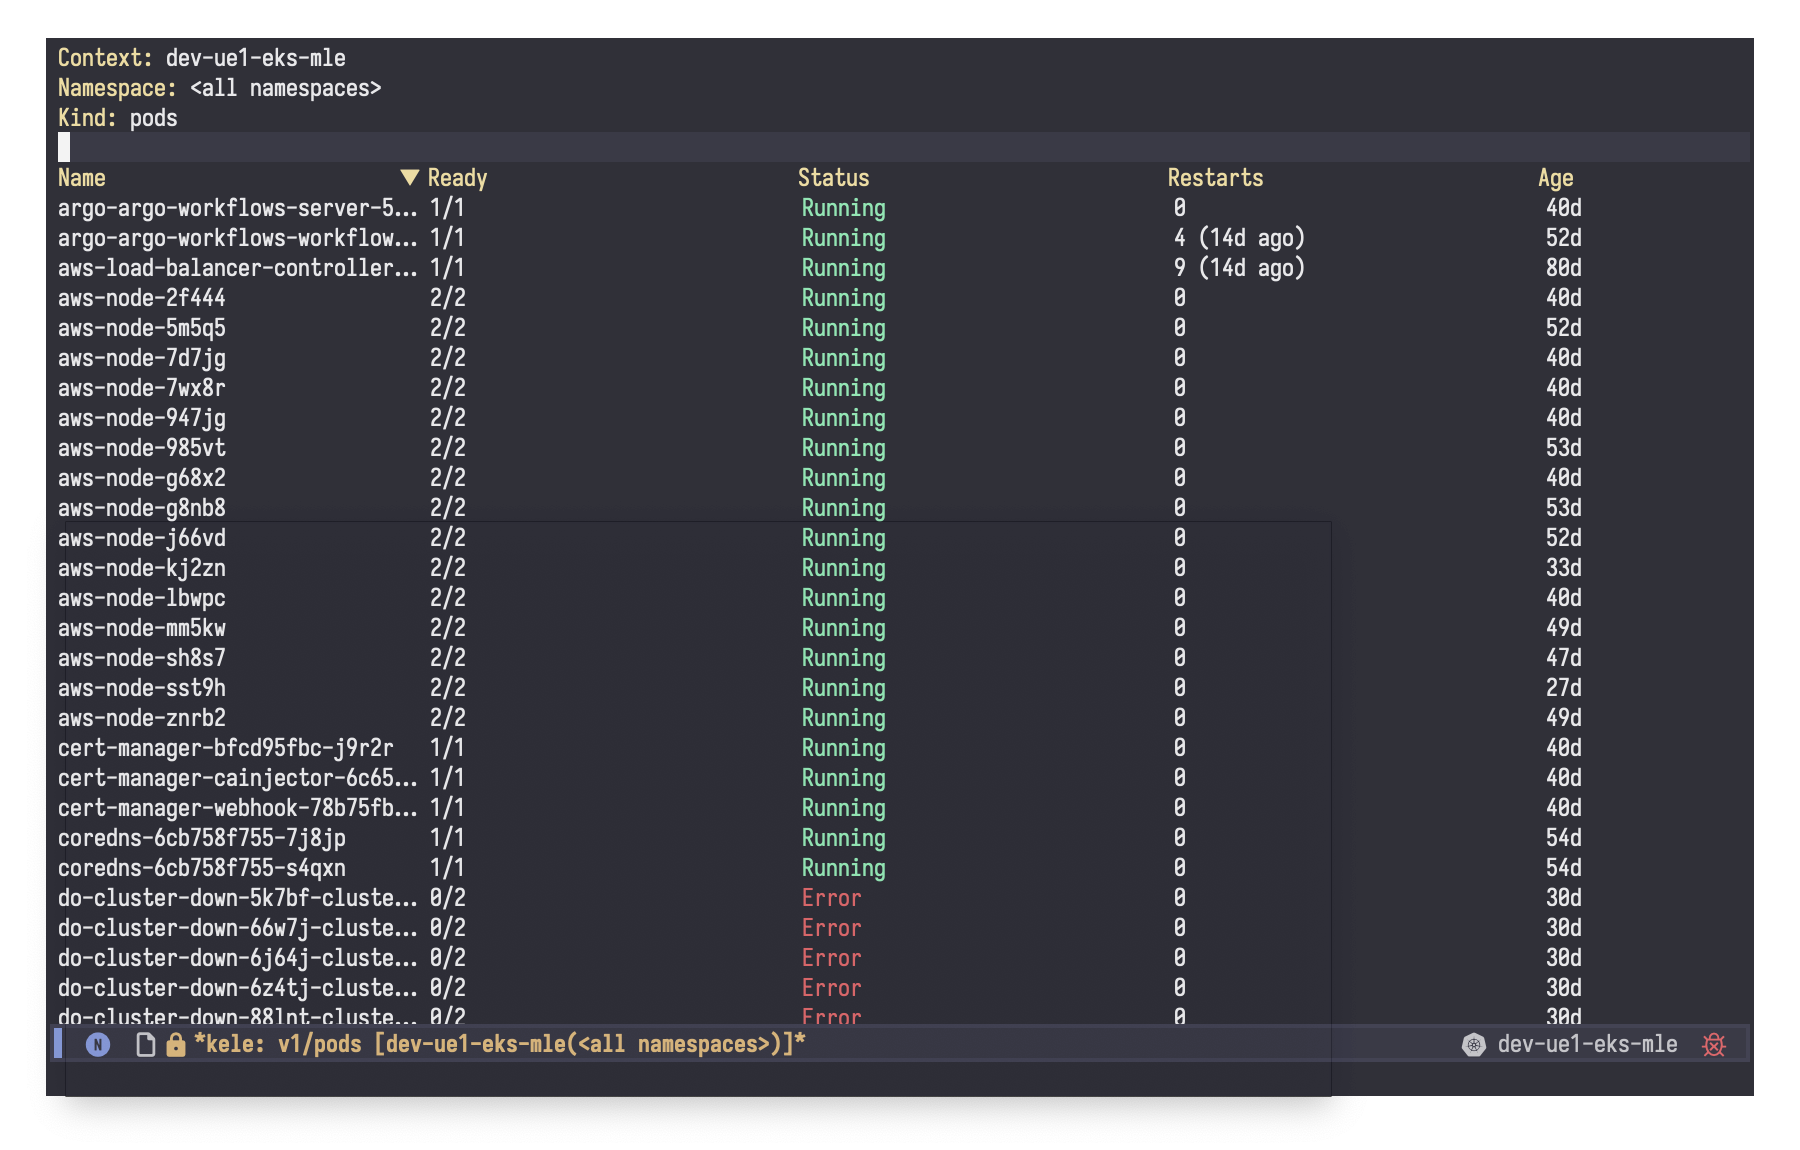 Context: dev-ue1-eks-mle
Namespace: <all namespaces>
Kind: pods
Name ▼ Ready Status Restarts Age
argo-argo-workflows-server-5... 1/1 Running 0 40d
argo-argo-workflows-workflow... 1/1 Running 4 (14d ago) 52d
aws-load-balancer-controller... 1/1 Running 9 (14d ago) 80d
aws-node-2f444 2/2 Running 0 40d
aws-node-5m5q5 2/2 Running 0 52d
aws-node-7d7jg 2/2 Running 0 40d
aws-node-7wx8r 2/2 Running 0 40d
aws-node-947jg 2/2 Running 0 40d
aws-node-985vt 2/2 Running 0 53d
aws-node-g68x2 2/2 Running 0 40d
aws-node-g8nb8 2/2 Running 0 53d
aws-node-j66vd 2/2 Running 0 52d
aws-node-kj2zn 2/2 Running 0 33d
aws-node-lbwpc 2/2 Running 0 40d
aws-node-mm5kw 2/2 Running 0 49d
aws-node-sh8s7 2/2 Running 0 47d
aws-node-sst9h 2/2 Running 0 27d
aws-node-znrb2 2/2 Running 0 49d
cert-manager-bfcd95fbc-j9r2r 1/1 Running 0 40d
cert-manager-cainjector-6c65... 1/1 Running 0 40d
cert-manager-webhook-78b75fb... 1/1 Running 0 40d
coredns-6cb758f755-7j8jp 1/1 Running 0 54d
coredns-6cb758f755-s4qxn 1/1 Running 0 54d
do-cluster-down-5k7bf-cluste... 0/2 Error 0 30d
do-cluster-down-66w7j-cluste... 0/2 Error 0 30d
do-cluster-down-6j64j-cluste... 0/2 Error 0 30d
do-cluster-down-6z4tj-cluste... 0/2 Error 0 30d
do-cluster-down-88lnt-cluste... 0/2 Error 0 30d
N *kele: v1/pods [dev-ue1-eks-mle(<all namespaces>)]* dev-ue1-eks-mle